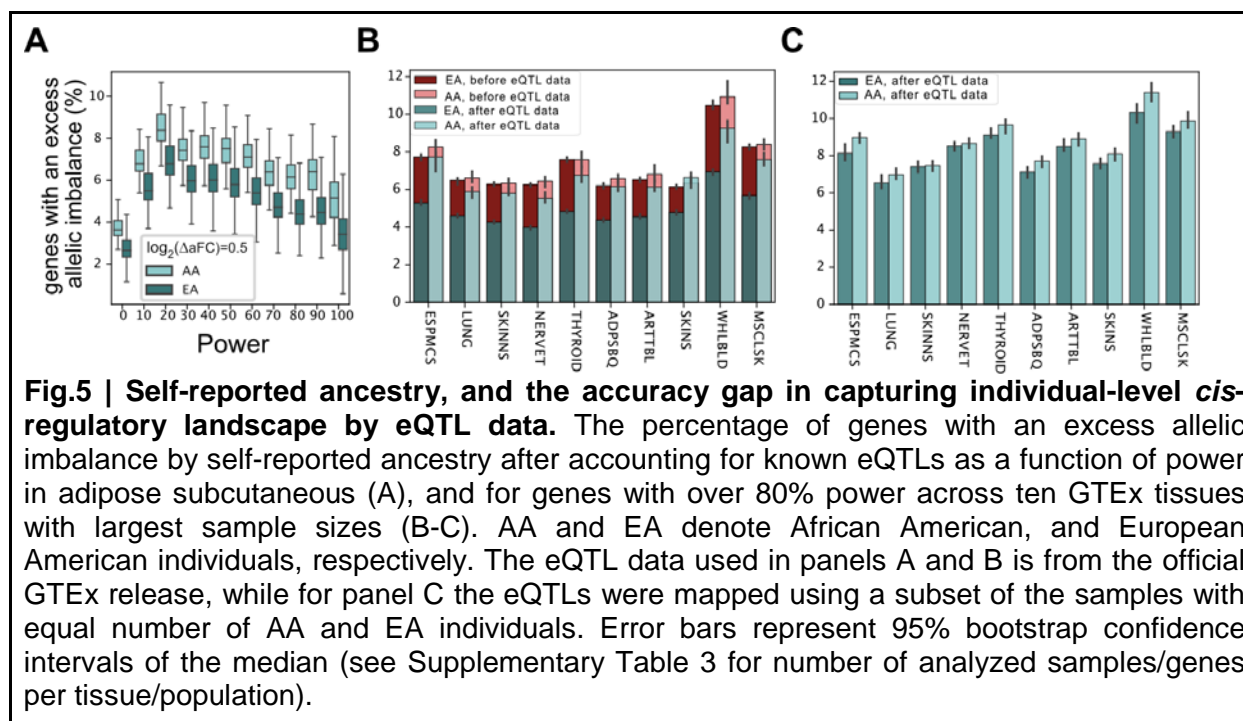 A
B
C
genes with an excess
allelic imbalance (%)
10
8
6
4
2
log2(ΔaFC)=0.5
AA
EA
0 10 20 30 40 50 60 70 80 90 100
Power
12
10
8
6
4
2
0
EA, before eQTL data
AA, before eQTL data
EA, after eQTL data
AA, after eQTL data
ESPMCS
LUNG
SKINNS
NERVET
THYROID
ADPSBQ
ARTTBL
SKINS
WHLBLD
MSCLSK
12
10
8
6
4
2
0
EA, after eQTL data
AA, after eQTL data
ESPMCS
LUNG
SKINNS
NERVET
THYROID
ADPSBQ
ARTTBL
SKINS
WHLBLD
MSCLSK
Fig.5 | Self-reported ancestry, and the accuracy gap in capturing individual-level cis-
regulatory landscape by eQTL data. The percentage of genes with an excess allelic
imbalance by self-reported ancestry after accounting for known eQTLs as a function of power
in adipose subcutaneous (A), and for genes with over 80% power across ten GTEx tissues
with largest sample sizes (B-C). AA and EA denote African American, and European
American individuals, respectively. The eQTL data used in panels A and B is from the official
GTEx release, while for panel C the eQTLs were mapped using a subset of the samples with
equal number of AA and EA individuals. Error bars represent 95% bootstrap confidence
intervals of the median (see Supplementary Table 3 for number of analyzed samples/genes
per tissue/population).